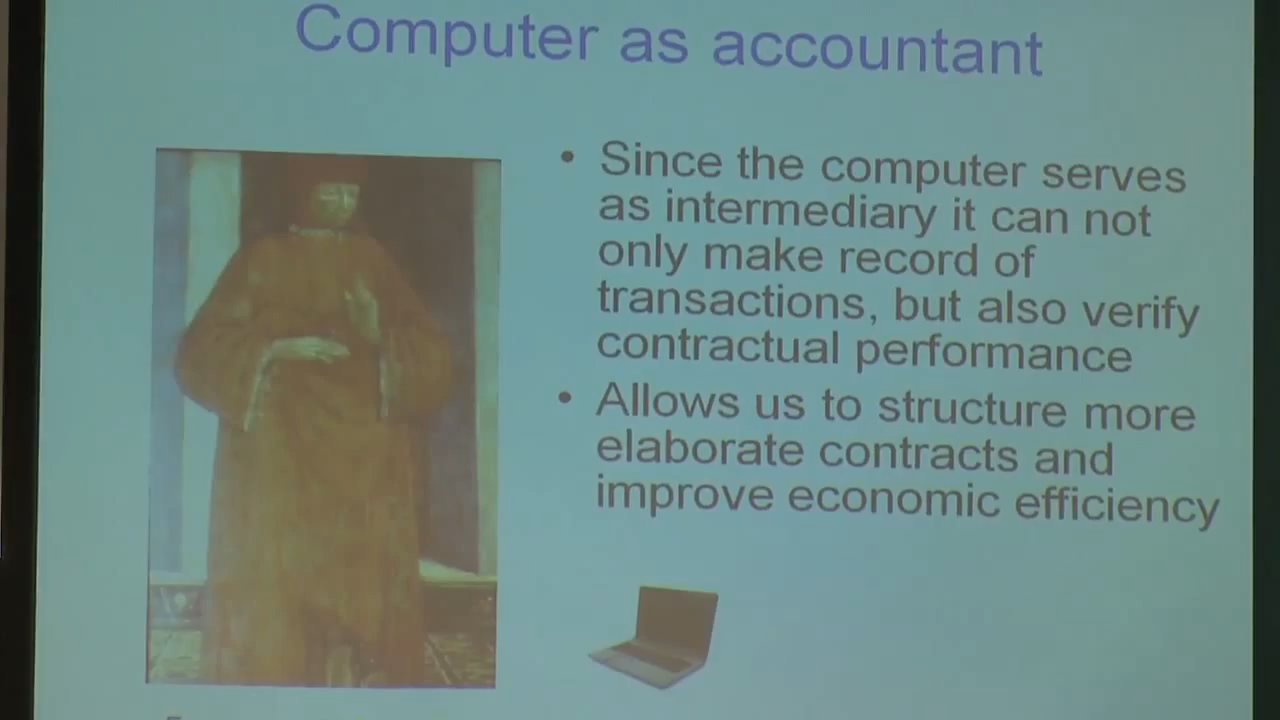 Computer as accountant
• Since the computer serves
as intermediary it can not
only make record of
transactions, but also verify
contractual performance
• Allows us to structure more
elaborate contracts and
improve economic efficiency